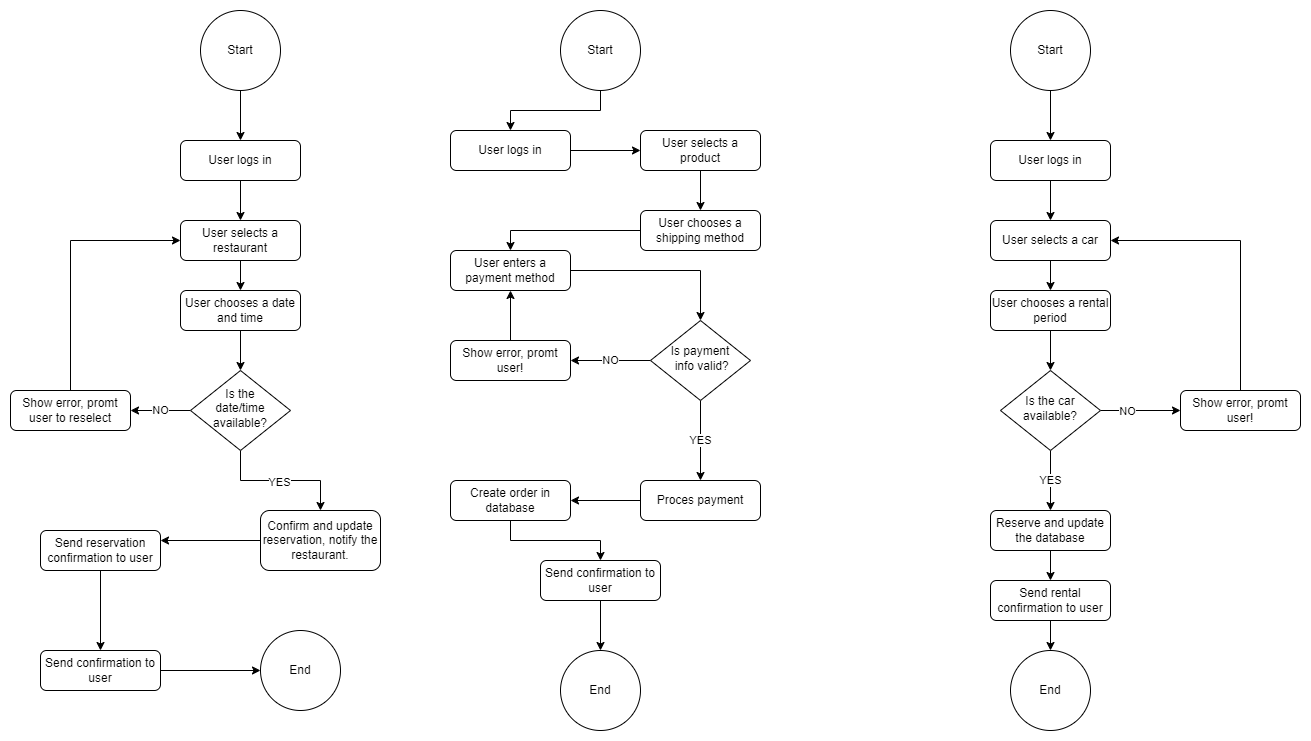 Start
User logs in
User selects a
restaurant
User chooses a date
and time
Is the
date/time
available?
NO
Show error, promt
user to reselect
YES
Confirm and update
reservation, notify the
restaurant.
Send reservation
confirmation to user
Send confirmation to
user
End
Start
User logs in
User selects a
product
User chooses a
shipping method
User enters a
payment method
Is payment
info valid?
NO
Show error, promt
user!
YES
Proces payment
Create order in
database
Send confirmation to
user
End
Start
User logs in
User selects a car
User chooses a rental
period
Is the car
available?
NO
Show error, promt
user!
YES
Reserve and update
the database
Send rental
confirmation to user
End